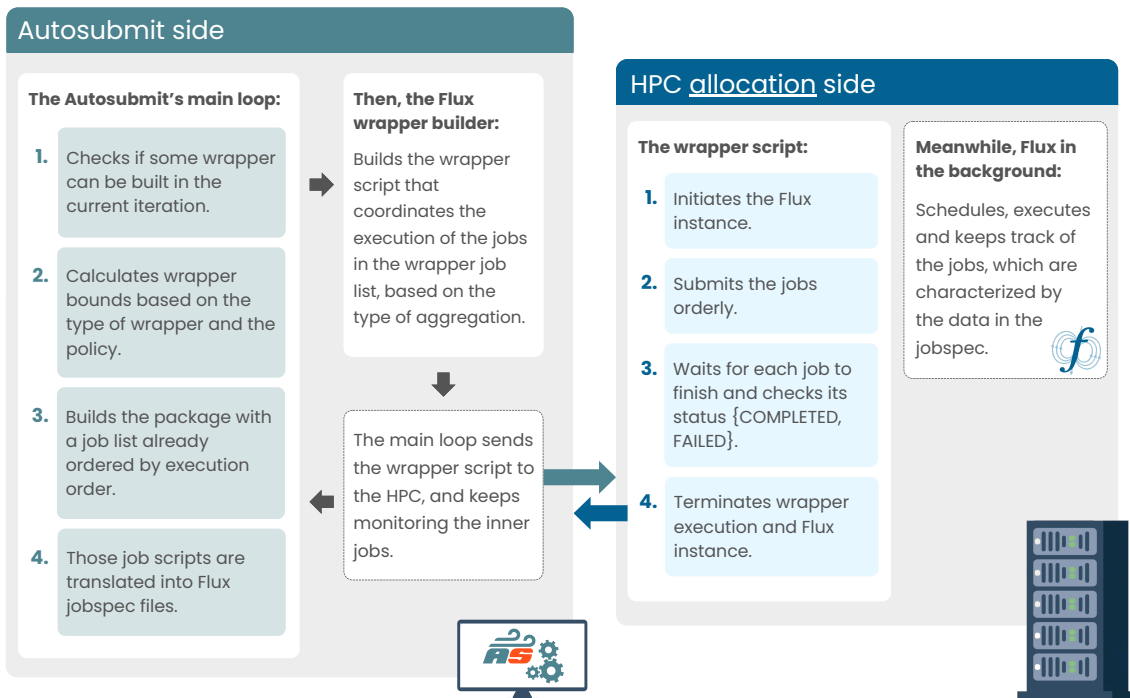 Autosubmit side
The Autosubmit's main loop:
1.
Checks if some wrapper
can be built in the
current iteration.
2.
Calculates wrapper
bounds based on the
type of wrapper and the
policy.
3.
Builds the package with
a job list already
ordered by execution
order.
4.
Those job scripts are
translated into Flux
jobspec files.
Then, the Flux
wrapper builder:
Builds the wrapper
script that
coordinates the
execution of the jobs
in the wrapper job
list, based on the
type of aggregation.
The main loop sends
the wrapper script to
the HPC, and keeps
monitoring the inner
jobs.
AS
HPC allocation side
The wrapper script:
1.
Initiates the Flux
instance.
2.
Submits the jobs
orderly.
3.
Waits for each job to
finish and checks its
status {COMPLETED,
FAILED}.
4.
Terminates wrapper
execution and Flux
instance.
Meanwhile, Flux in
the background:
Schedules, executes
and keeps track of
the jobs, which are
characterized by
the data in the
jobspec.
f